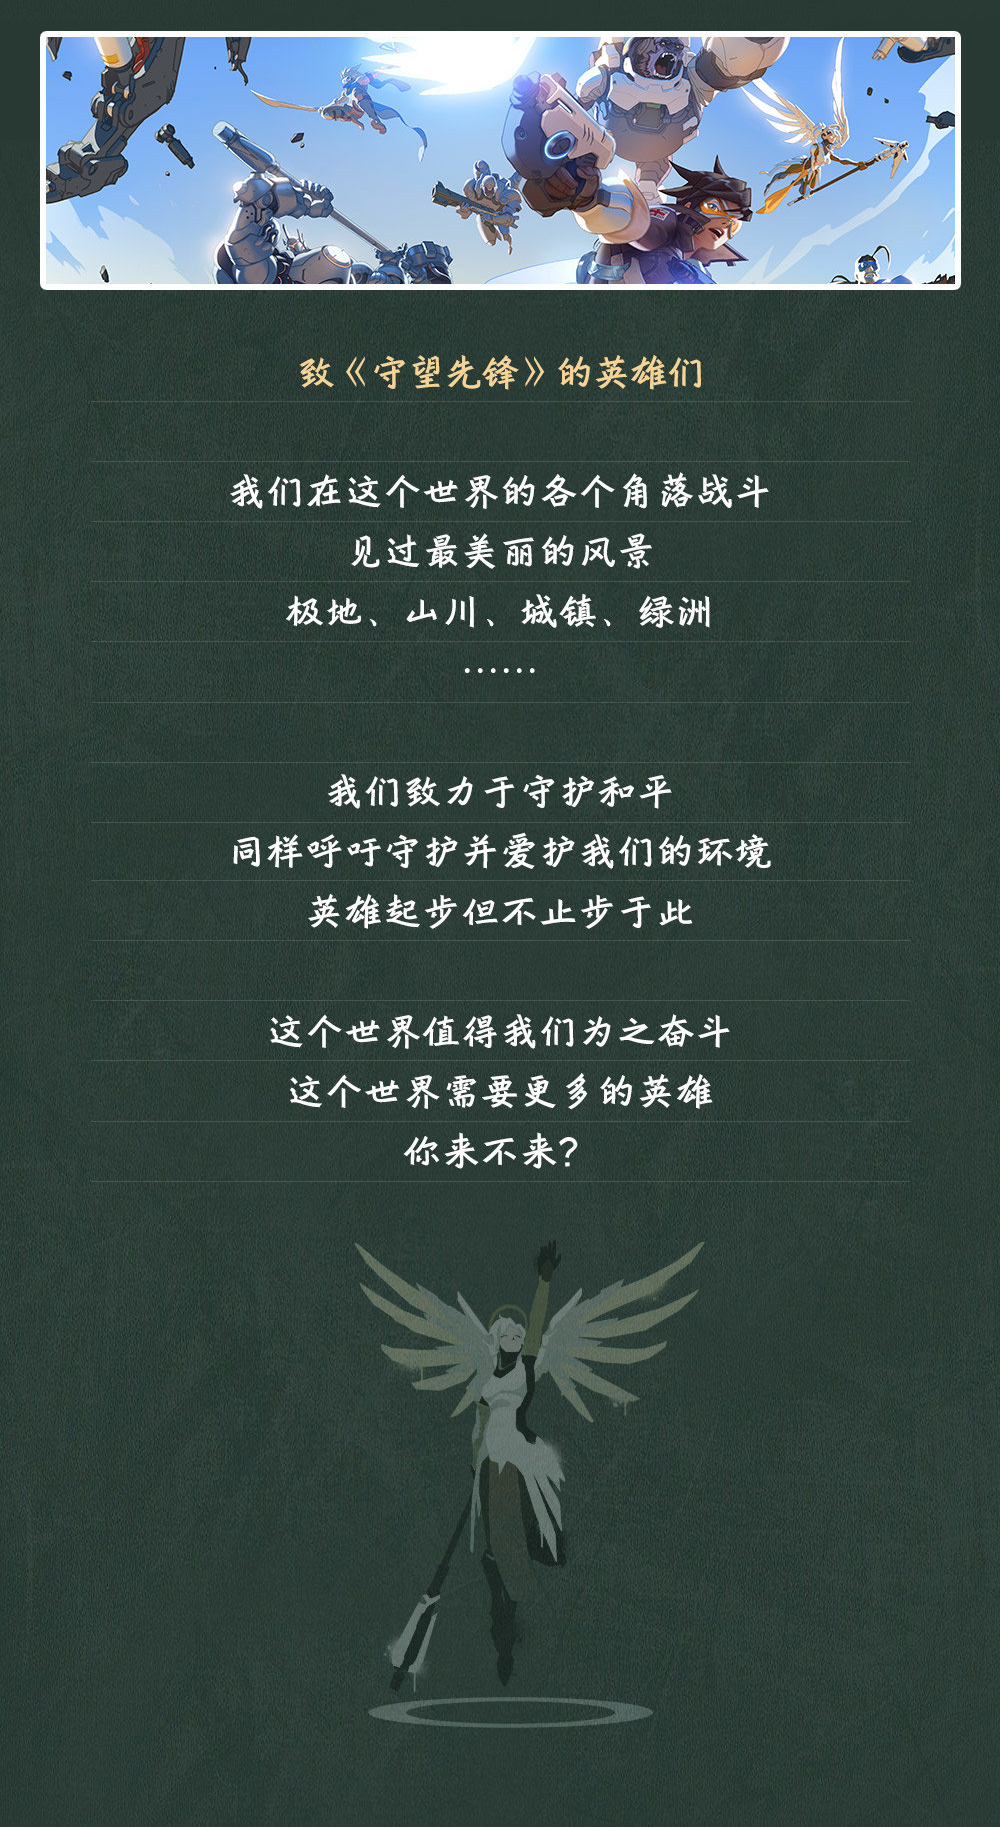 致《守望先锋》的英雄们
我们在这个世界的各个角落战斗
见过最美丽的风景
极地、山川、城镇、绿洲
……
我们致力于守护和平
同样呼吁守护并爱护我们的环境
英雄起步但不止步于此
这个世界值得我们为之奋斗
这个世界需要更多的英雄
你来不来?